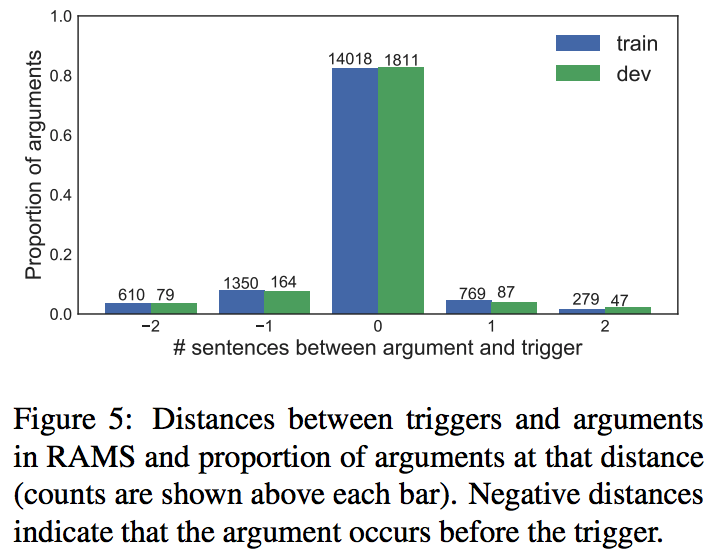 1.0
0.8
0.6
0.4
0.2
0.0
Proportion of arguments
train
dev
610 79
1350 164
14018 1811
769 87
279 47
−2 −1 0 1 2
# sentences between argument and trigger
Figure 5: Distances between triggers and arguments
in RAMS and proportion of arguments at that distance
(counts are shown above each bar). Negative distances
indicate that the argument occurs before the trigger.